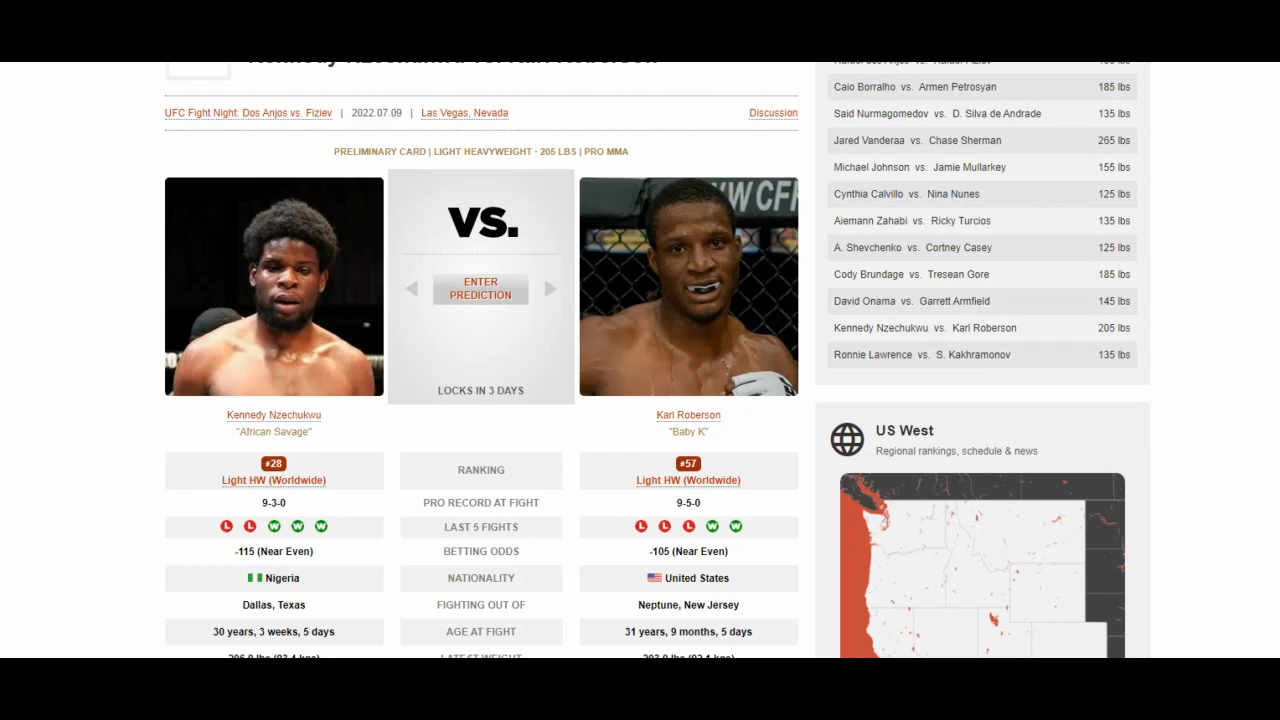 Kennedy Nzechukwu vs. Karl Roberson
UFC Fight Night: Dos Anjos vs. Fiziev | 2022.07.09 | Las Vegas, Nevada
Discussion
PRELIMINARY CARD | LIGHT HEAVYWEIGHT · 205 LBS | PRO MMA
VS.
ENTER
PREDICTION
LOCKS IN 3 DAYS
WW CFF
Kennedy Nzechukwu
"African Savage"
Karl Roberson
"Baby K"
#28
Light HW (Worldwide)
RANKING
#57
Light HW (Worldwide)
9-3-0 PRO RECORD AT FIGHT 9-5-0
L L W W W LAST 5 FIGHTS L L L W W
-115 (Near Even) BETTING ODDS -105 (Near Even)
Nigeria NATIONALITY United States
Dallas, Texas FIGHTING OUT OF Neptune, New Jersey
30 years, 3 weeks, 5 days AGE AT FIGHT 31 years, 9 months, 5 days
LATEST WEIGHT
Caio Borralho vs. Armen Petrosyan 185 lbs
Said Nurmagomedov vs. D. Silva de Andrade 135 lbs
Jared Vanderaa vs. Chase Sherman 265 lbs
Michael Johnson vs. Jamie Mullarkey 155 lbs
Cynthia Calvillo vs. Nina Nunes 125 lbs
Aiemann Zahabi vs. Ricky Turcios 135 lbs
A. Shevchenko vs. Cortney Casey 125 lbs
Cody Brundage vs. Tresean Gore 185 lbs
David Onama vs. Garrett Armfield 145 lbs
Kennedy Nzechukwu vs. Karl Roberson 205 lbs
Ronnie Lawrence vs. S. Kakhramonov 135 lbs
US West
Regional rankings, schedule & news